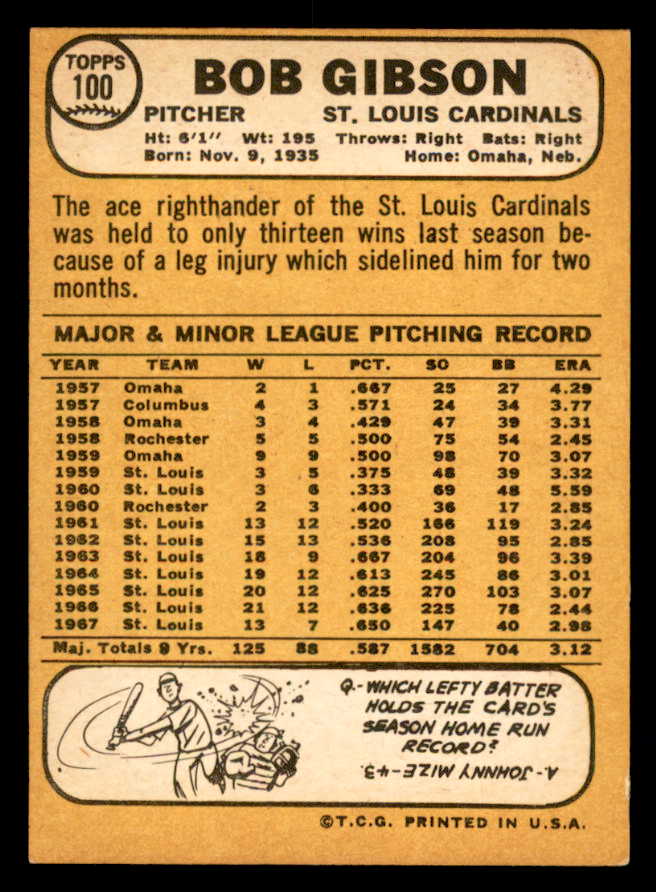 TOPPS
100
BOB GIBSON
PITCHER ST. LOUIS CARDINALS
Ht: 6'1" Wt: 195 Throws: Right Bats: Right
Born: Nov. 9, 1935 Home: Omaha, Neb.
The ace righthander of the St. Louis Cardinals
was held to only thirteen wins last season be-
cause of a leg injury which sidelined him for two
months.
MAJOR & MINOR LEAGUE PITCHING RECORD
YEAR TEAM W L PCT. SO BB ERA
1957 Omaha 2 1 .667 25 27 4.29
1957 Columbus 4 3 .571 24 34 3.77
1958 Omaha 3 4 .429 47 39 3.31
1958 Rochester 5 5 .500 75 54 2.45
1959 Omaha 9 9 .500 98 70 3.07
1959 St. Louis 3 5 .375 48 39 3.32
1960 St. Louis 3 6 .333 69 48 5.59
1960 Rochester 2 3 .400 36 17 2.85
1961 St. Louis 13 12 .520 166 119 3.24
1962 St. Louis 15 13 .536 208 95 2.85
1963 St. Louis 18 9 .667 204 96 3.39
1964 St. Louis 19 12 .613 245 86 3.01
1965 St. Louis 20 12 .625 270 103 3.07
1966 St. Louis 21 12 .636 225 78 2.44
1967 St. Louis 13 7 .650 147 40 2.98
Maj. Totals 9 Yrs. 125 88 .587 1582 704 3.12
Q.-WHICH LEFTY BATTER
HOLDS THE CARD'S
SEASON HOME RUN
RECORD?
A. JOHNNY MIZE-43.
©T.C.G. PRINTED IN U.S.A.